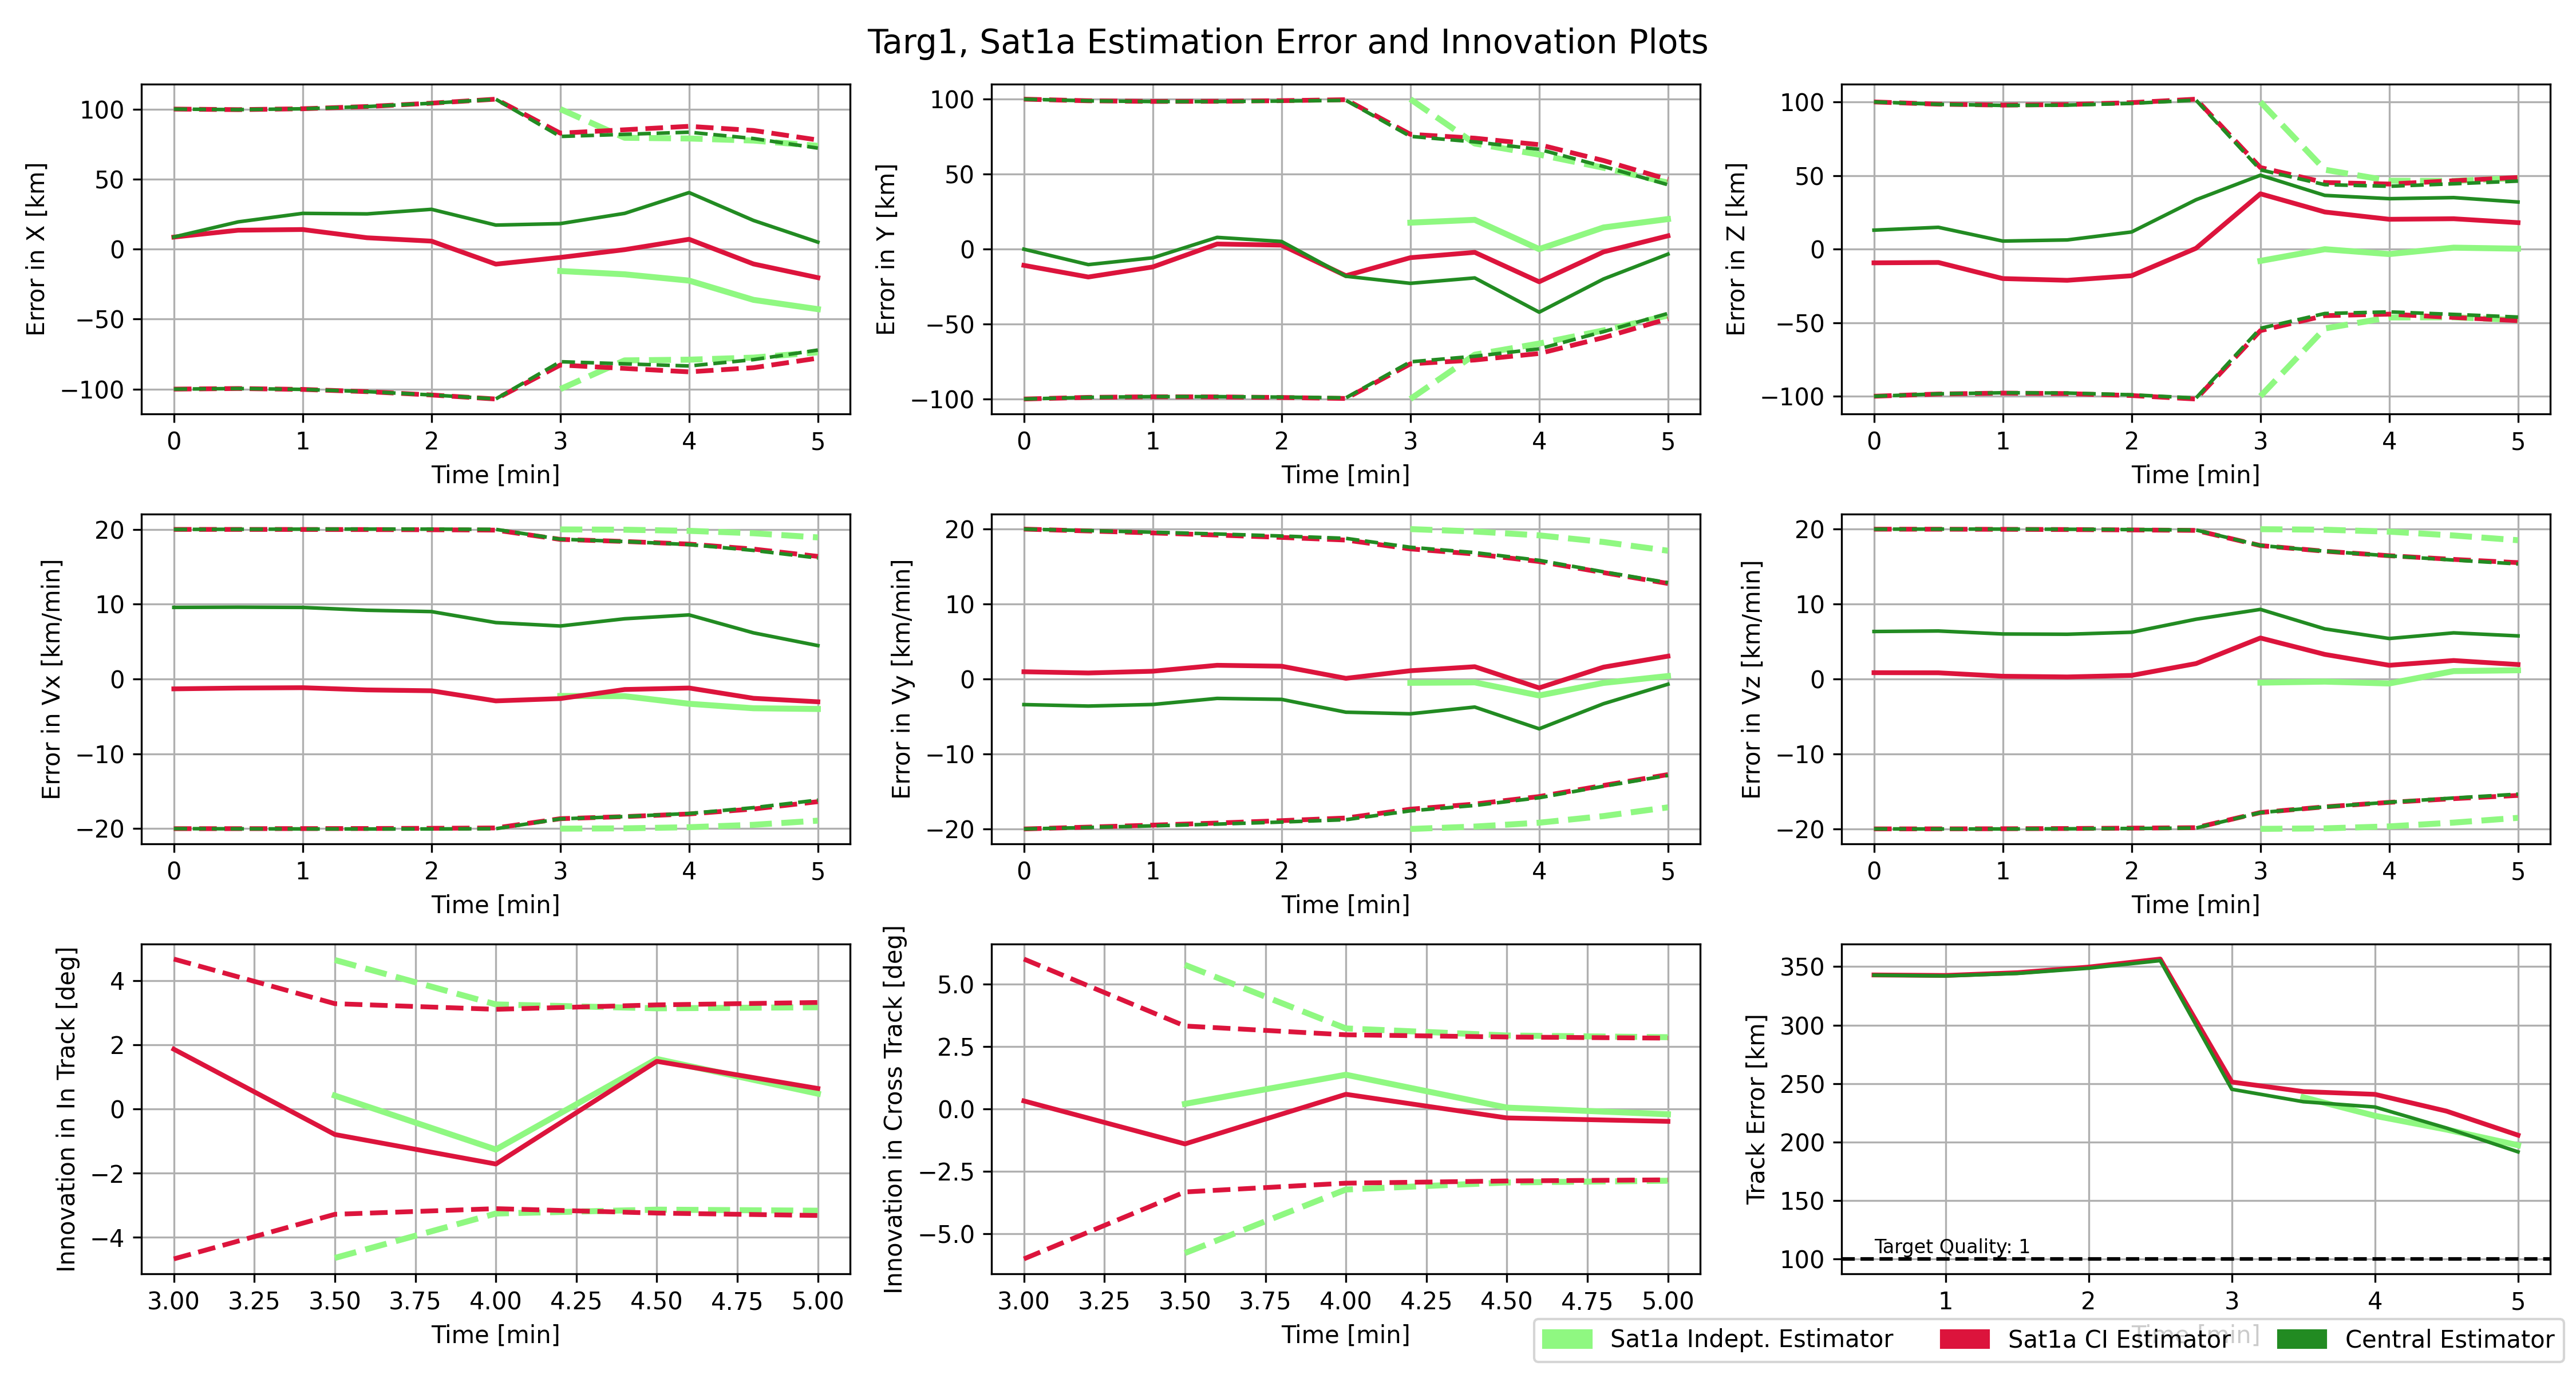 Targ1, Sat1a Estimation Error and Innovation Plots
Error in X [km]
100
50
0
−50
−100
0 1 2 3 4 5
Time [min]
Error in Y [km]
100
50
0
−50
−100
0 1 2 3 4 5
Time [min]
Error in Z [km]
100
50
0
−50
−100
0 1 2 3 4 5
Time [min]
Error in Vx [km/min]
20
10
0
−10
−20
0 1 2 3 4 5
Time [min]
Error in Vy [km/min]
20
10
0
−10
−20
0 1 2 3 4 5
Time [min]
Error in Vz [km/min]
20
10
0
−10
−20
0 1 2 3 4 5
Time [min]
Innovation in In Track [deg]
4
2
0
−2
−4
3.00 3.25 3.50 3.75 4.00 4.25 4.50 4.75 5.00
Time [min]
Innovation in Cross Track [deg]
5.0
2.5
0.0
−2.5
−5.0
3.00 3.25 3.50 3.75 4.00 4.25 4.50 4.75 5.00
Time [min]
Track Error [km]
350
300
250
200
150
100
Target Quality: 1
1 2 3 4 5
Time [min]
Sat1a Indept. Estimator
Sat1a CI Estimator
Central Estimator